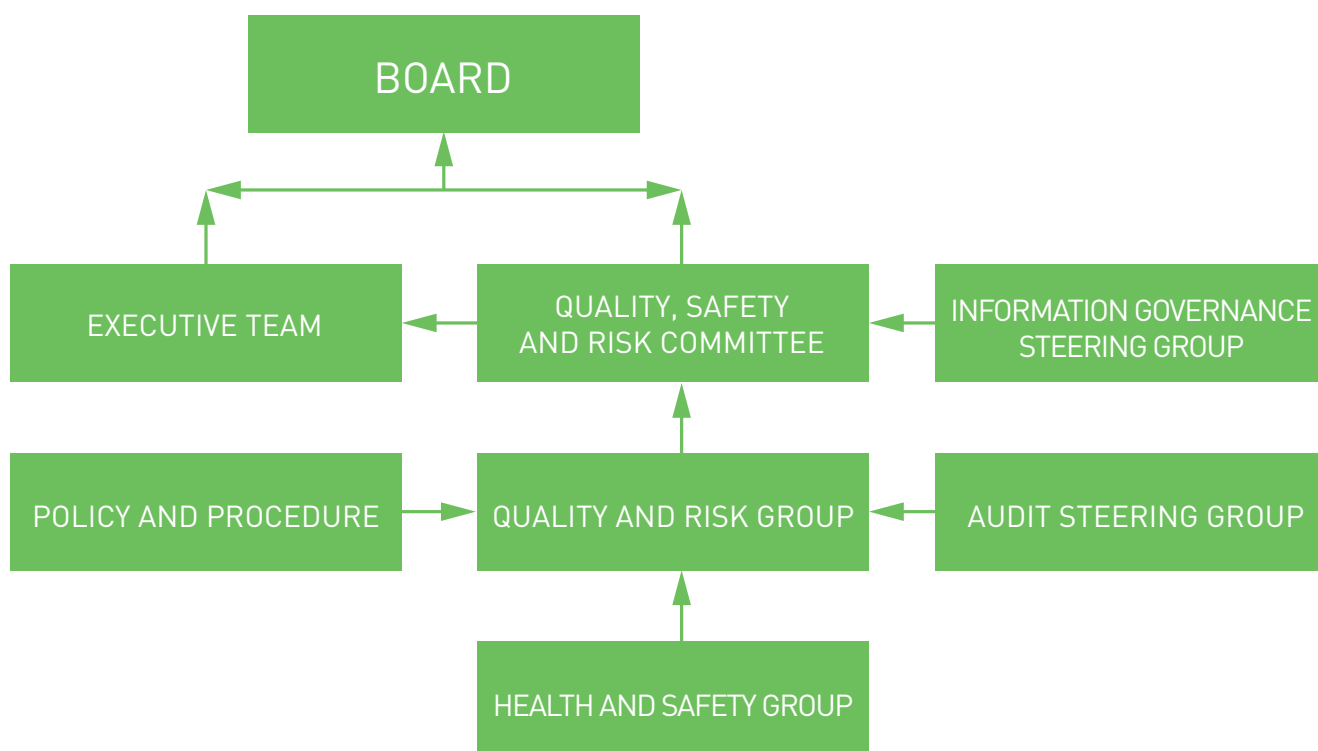 BOARD
EXECUTIVE TEAM
QUALITY, SAFETY
AND RISK COMMITTEE
INFORMATION GOVERNANCE
STEERING GROUP
POLICY AND PROCEDURE
QUALITY AND RISK GROUP
AUDIT STEERING GROUP
HEALTH AND SAFETY GROUP